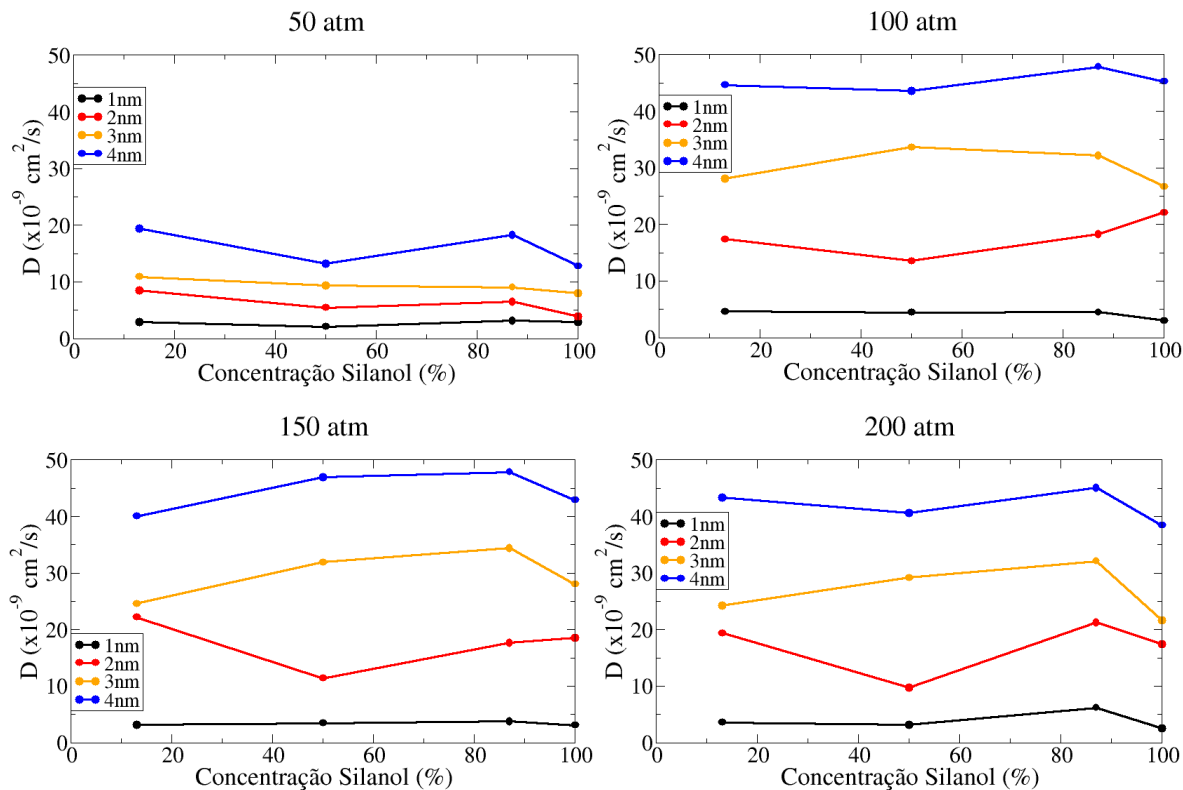 50 atm
50
40
30
20
10
0
D (x10⁻⁹ cm²/s)
1nm
2nm
3nm
4nm
0 20 40 60 80 100
Concentração Silanol (%)
100 atm
50
40
30
20
10
0
D (x10⁻⁹ cm²/s)
1nm
2nm
3nm
4nm
0 20 40 60 80 100
Concentração Silanol (%)
150 atm
50
40
30
20
10
0
D (x10⁻⁹ cm²/s)
1nm
2nm
3nm
4nm
0 20 40 60 80 100
Concentração Silanol (%)
200 atm
50
40
30
20
10
0
D (x10⁻⁹ cm²/s)
1nm
2nm
3nm
4nm
0 20 40 60 80 100
Concentração Silanol (%)